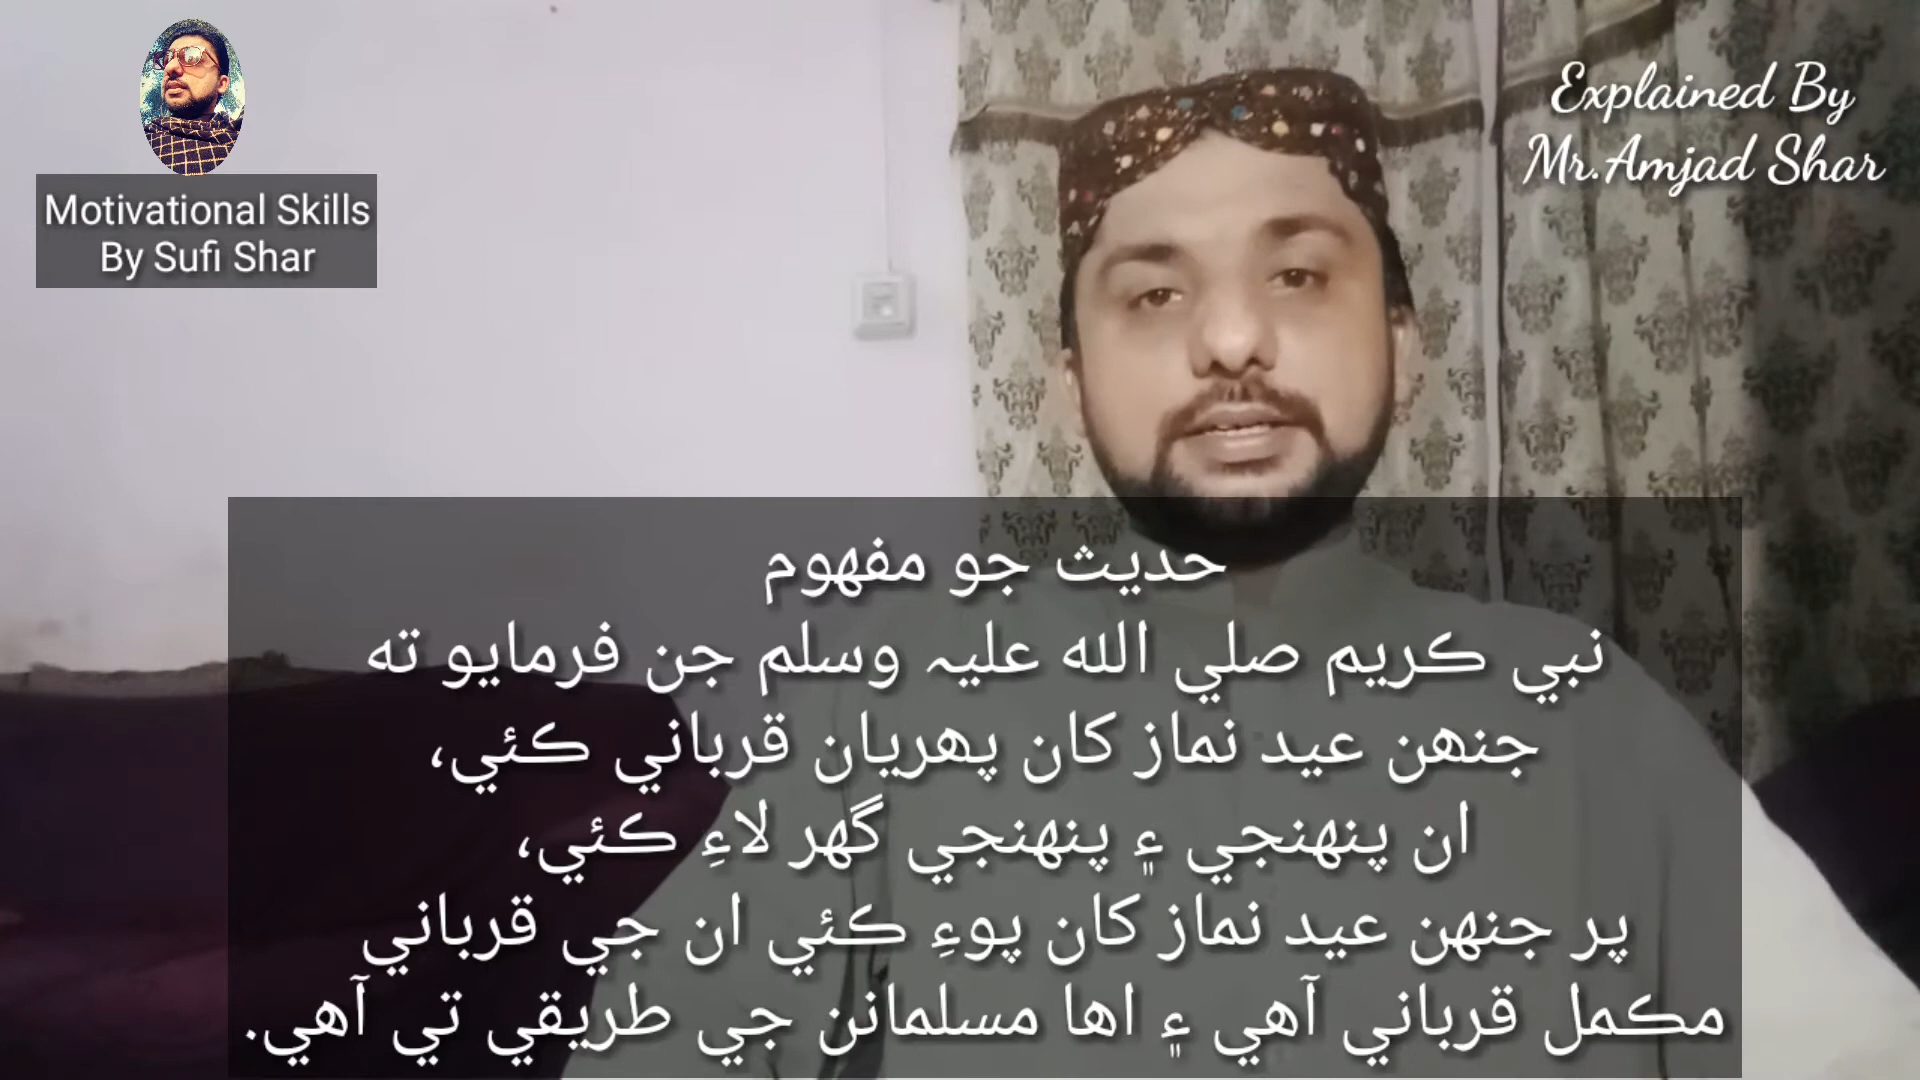 Motivational Skills
By Sufi Shar
Explained By
Mr.Amjad Shar
حديث جو مفهوم
نبي ڪريم صلي الله عليہ وسلم جن فرمايو ته
جنهن عيد نماز کان پهريان قرباني ڪئي،
ان پنهنجي ۽ پنهنجي گهر لاءِ ڪئي،
پر جنهن عيد نماز کان پوءِ ڪئي ان جي قرباني
مڪمل قرباني آهي ۽ اها مسلمانن جي طريقي تي آهي.